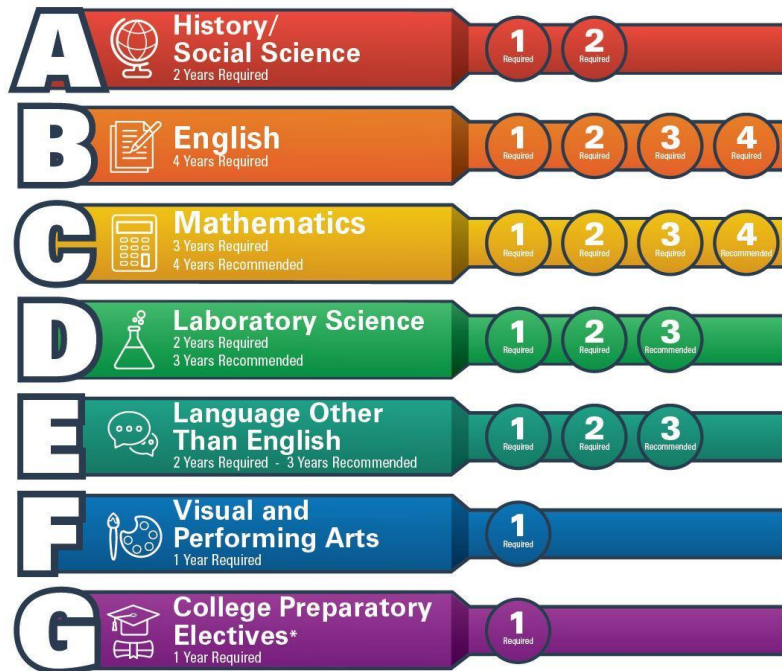 A
History/
Social Science
2 Years Required
1 2
Required Required
B
English
4 Years Required
1 2 3 4
Required Required Required Required
C
Mathematics
3 Years Required
4 Years Recommended
1 2 3 4
Required Required Required Recommended
D
Laboratory Science
2 Years Required
3 Years Recommended
1 2 3
Required Required Recommended
E
Language Other
Than English
2 Years Required - 3 Years Recommended
1 2 3
Required Required Recommended
F
Visual and
Performing Arts
1 Year Required
1
Required
G
College Preparatory
Electives*
1 Year Required
1
Required